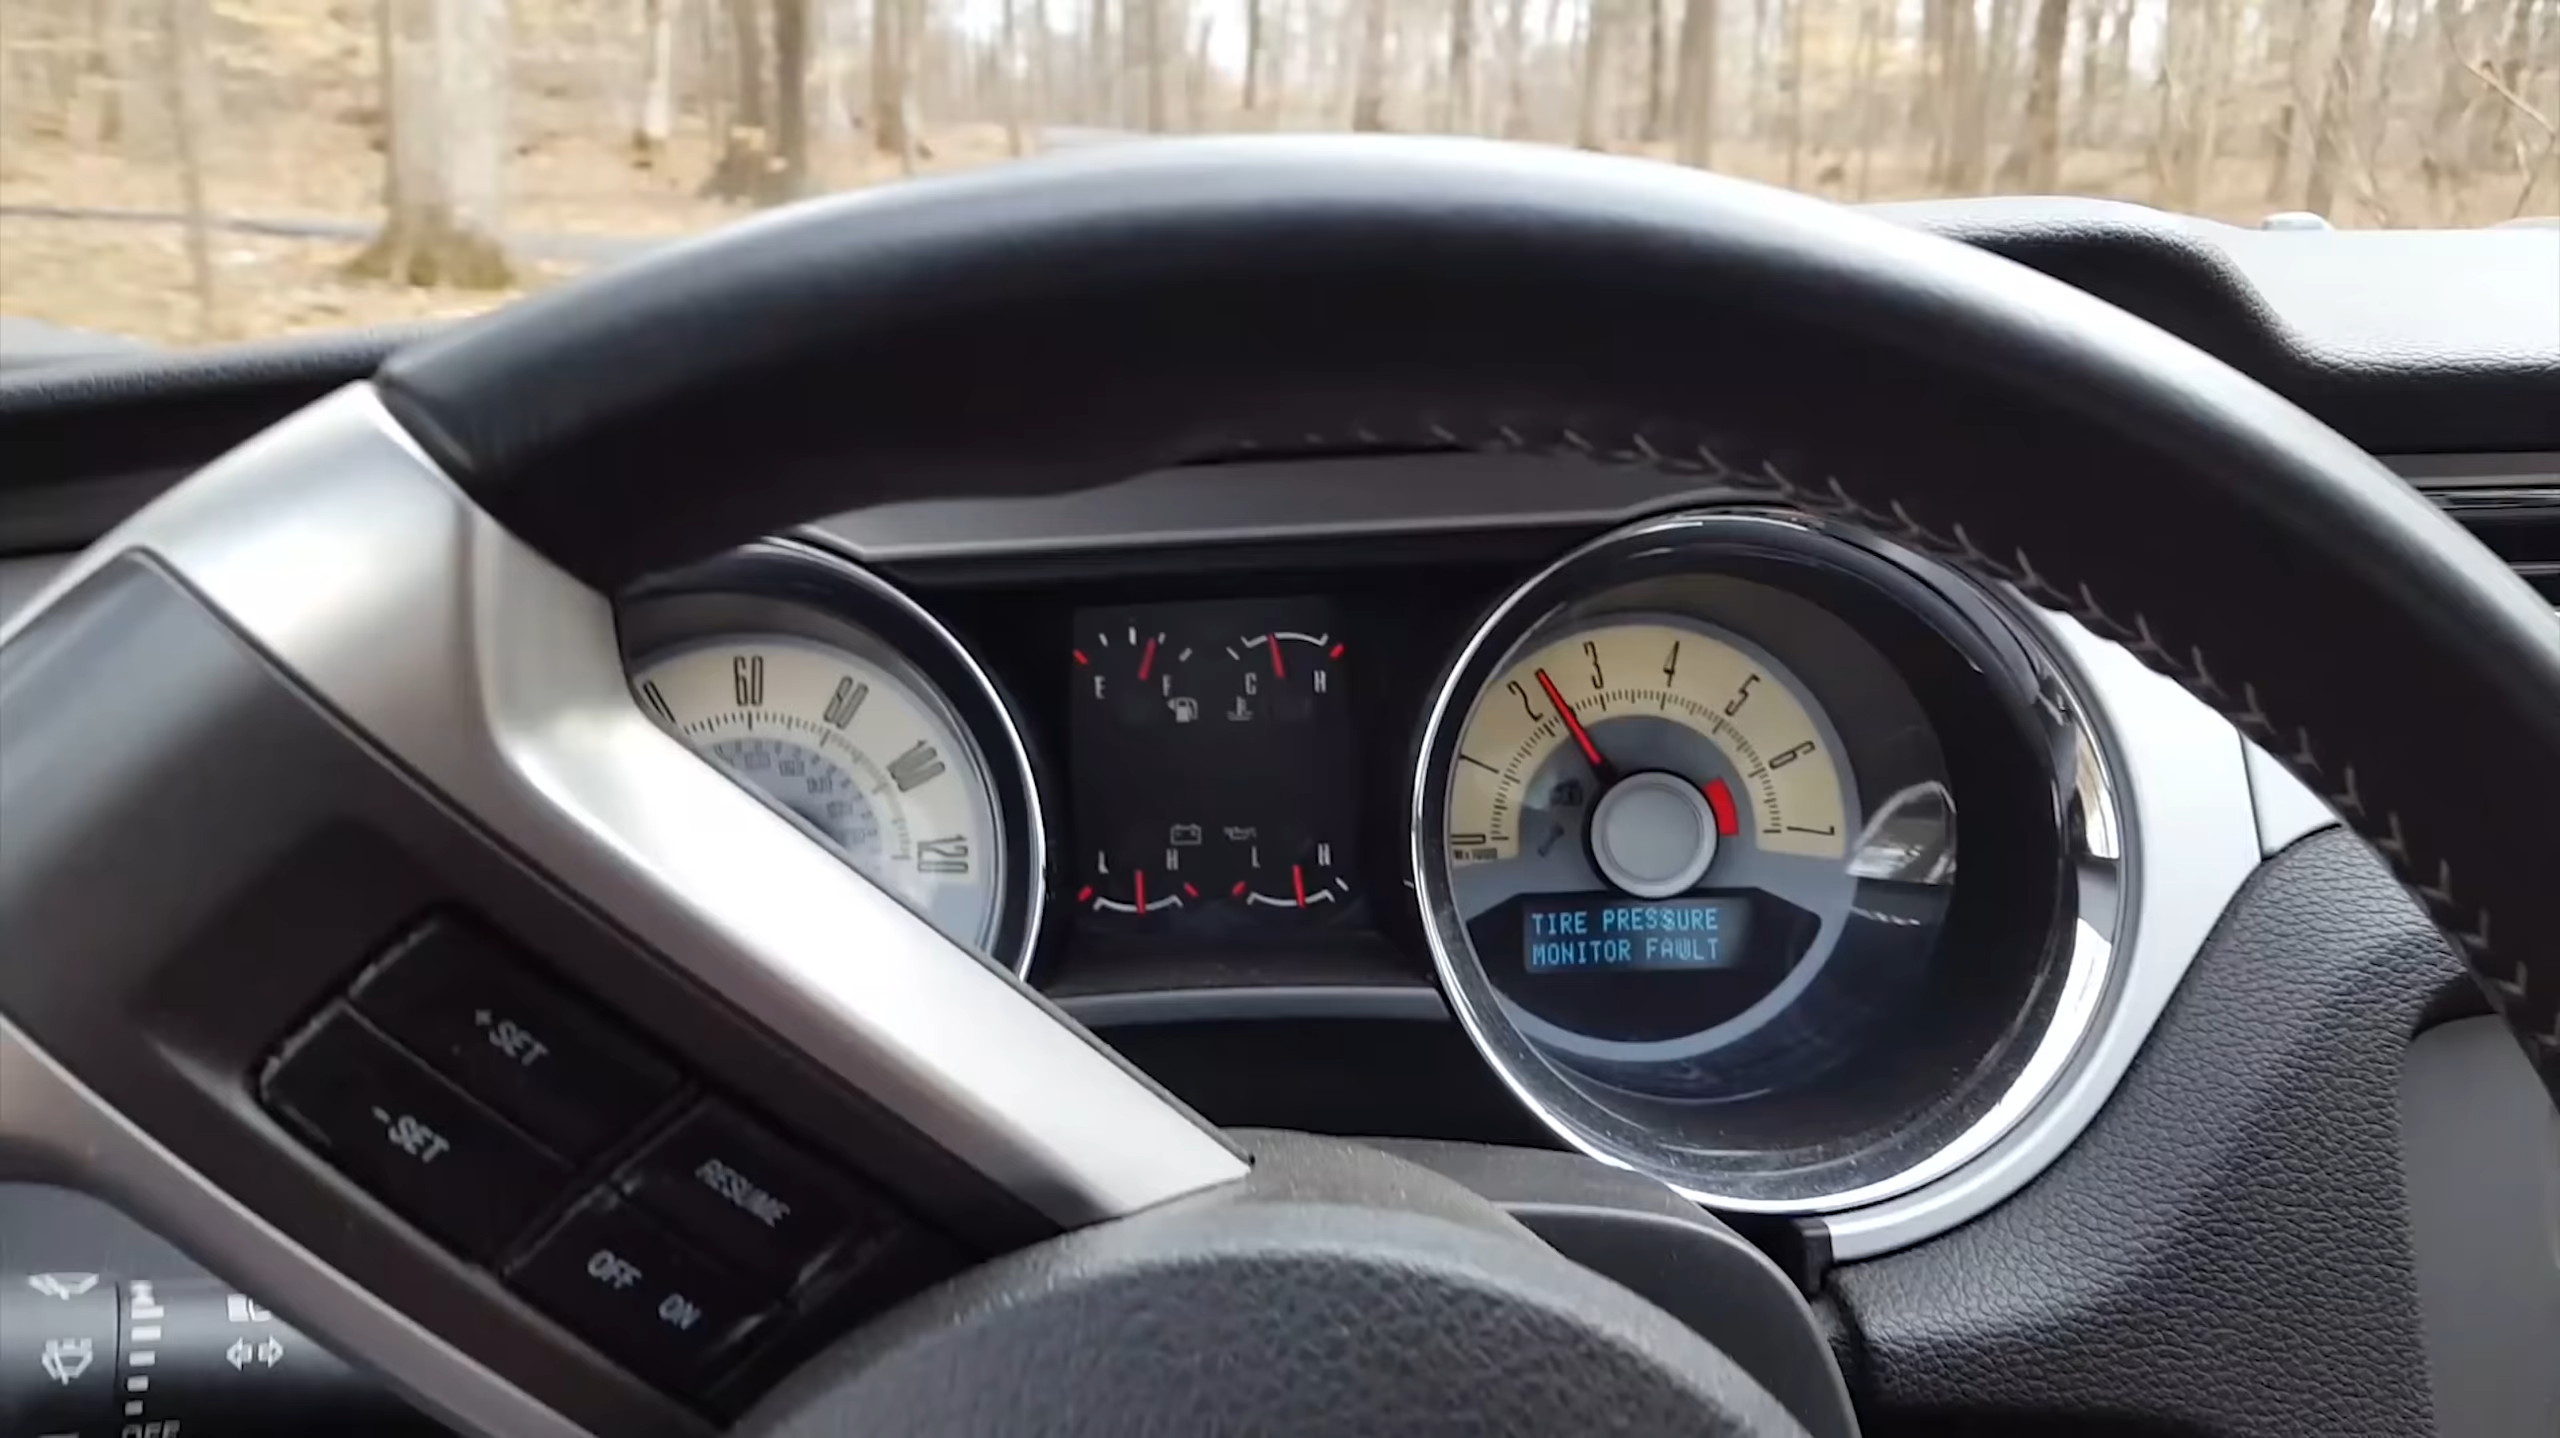 60
80
100
120
E
F
C
H
L
H
L
H
1
2
3
4
5
6
7
TIRE PRESSURE
MONITOR FAULT
+ SET
- SET
RESUME
OFF ON
OFF